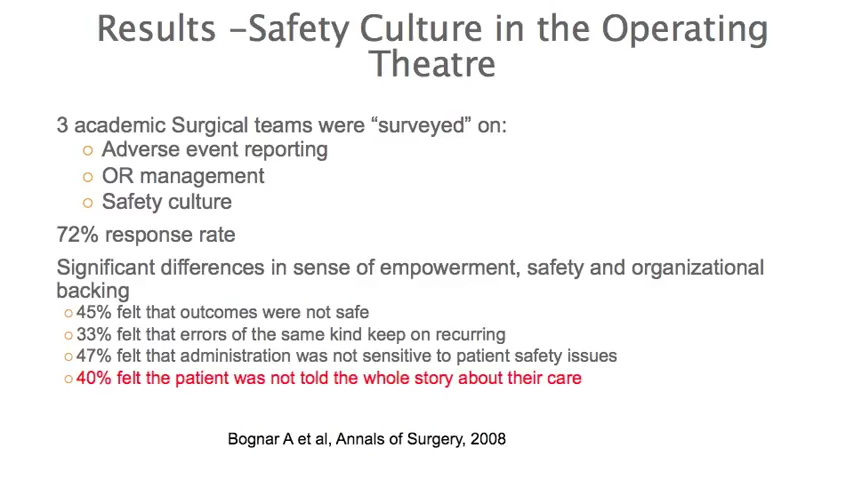 Results –Safety Culture in the Operating
Theatre
3 academic Surgical teams were “surveyed” on:
Adverse event reporting
OR management
Safety culture
72% response rate
Significant differences in sense of empowerment, safety and organizational
backing
45% felt that outcomes were not safe
33% felt that errors of the same kind keep on recurring
47% felt that administration was not sensitive to patient safety issues
40% felt the patient was not told the whole story about their care
Bognar A et al, Annals of Surgery, 2008